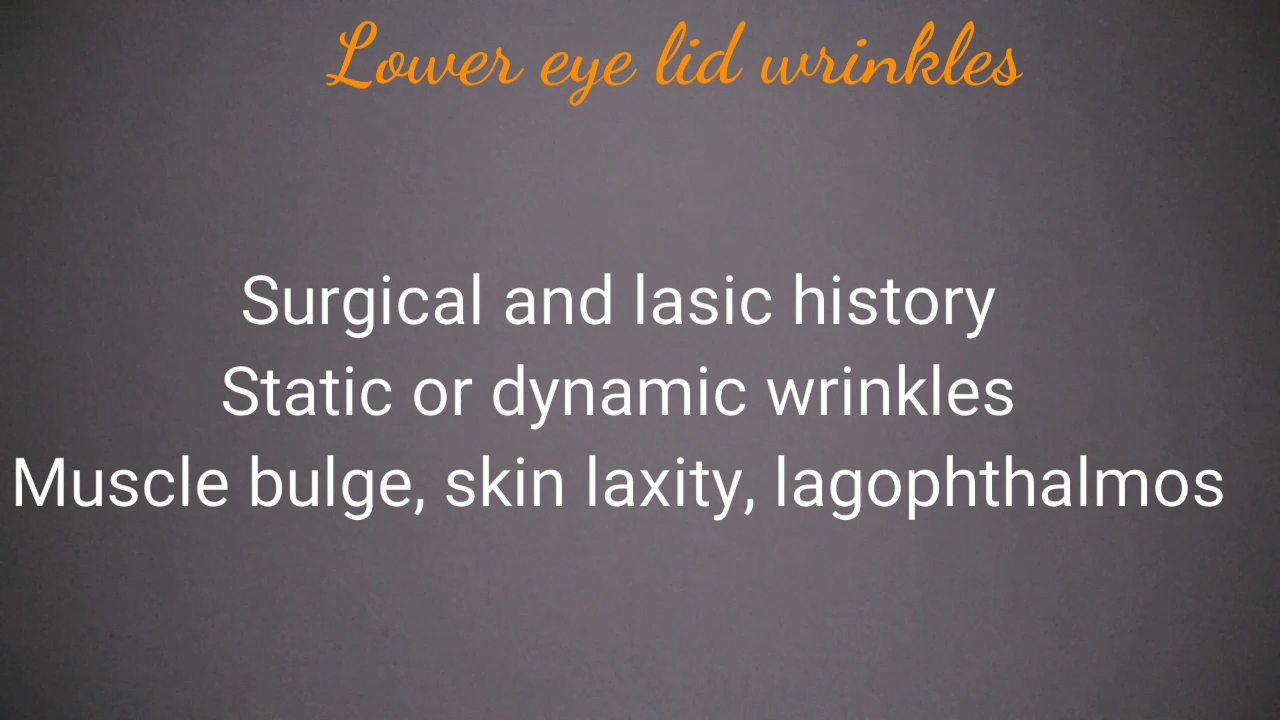 Lower eye lid wrinkles
Surgical and lasic history
Static or dynamic wrinkles
Muscle bulge, skin laxity, lagophthalmos